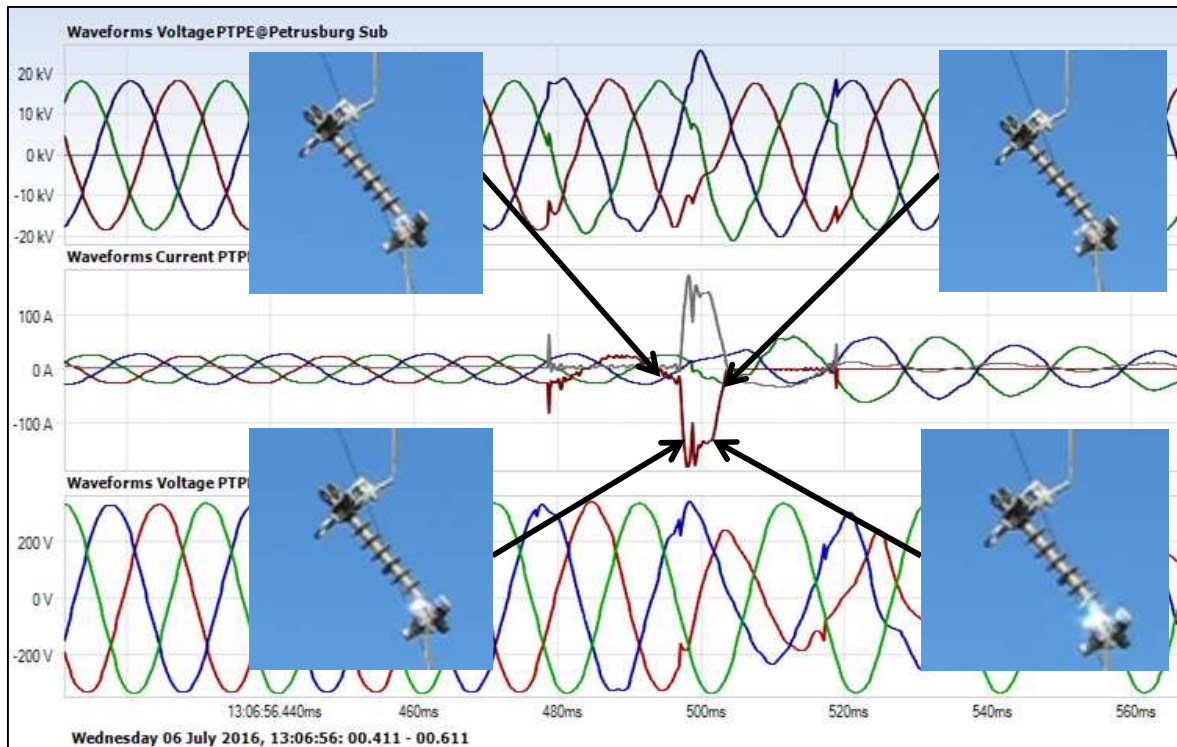 Waveforms Voltage PTPE@Petrusburg Sub
20 kV
10 kV
0 kV
-10 kV
-20 kV
Waveforms Current PTP
100 A
0 A
-100 A
Waveforms Voltage PTP
200 V
0 V
-200 V
13:06:56.440ms 460ms 480ms 500ms 520ms 540ms 560ms
Wednesday 06 July 2016, 13:06:56: 00.411 - 00.611